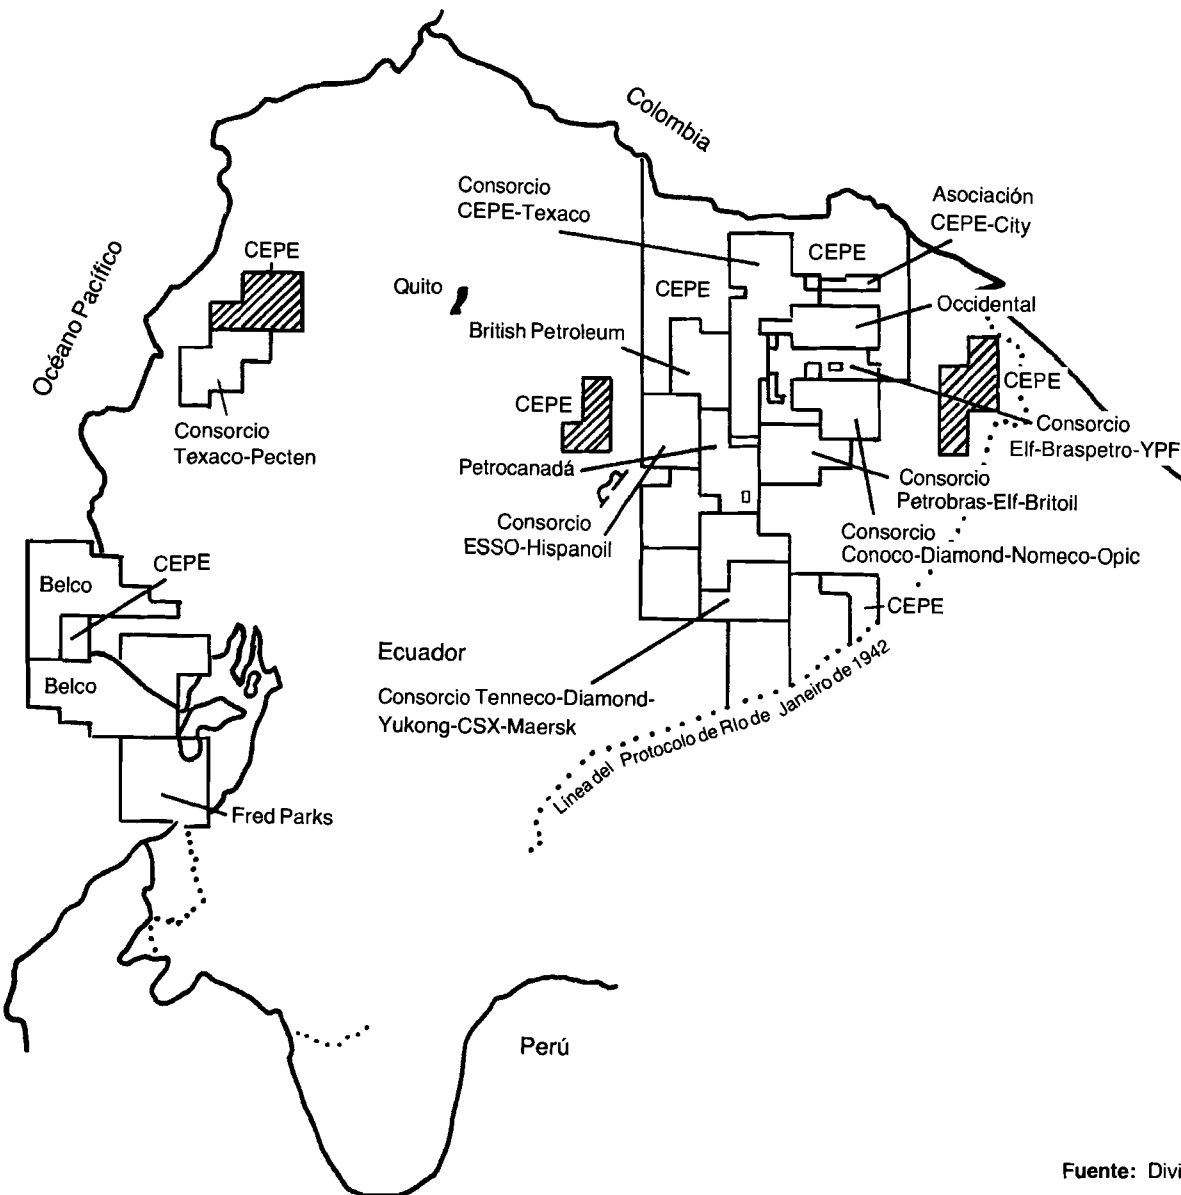 Colombia
Consorcio
CEPE-Texaco
Asociación
CEPE-City
CEPE
CEPE
Océano Pacífico
Quito
CEPE
Occidental
British Petroleum
CEPE
CEPE
Consorcio
Texaco-Pecten
Consorcio
Elf-Braspetro-YPF
Petrocanadá
Consorcio
Petrobras-Elf-Britoil
Consorcio
ESSO-Hispanoil
Consorcio
Conoco-Diamond-Nomeco-Opic
CEPE
Belco
CEPE
Belco
Ecuador
Consorcio Tenneco-Diamond-
Yukong-CSX-Maersk
Línea del Protocolo de Río de Janeiro de 1942
Fred Parks
Perú
Fuente: Divi